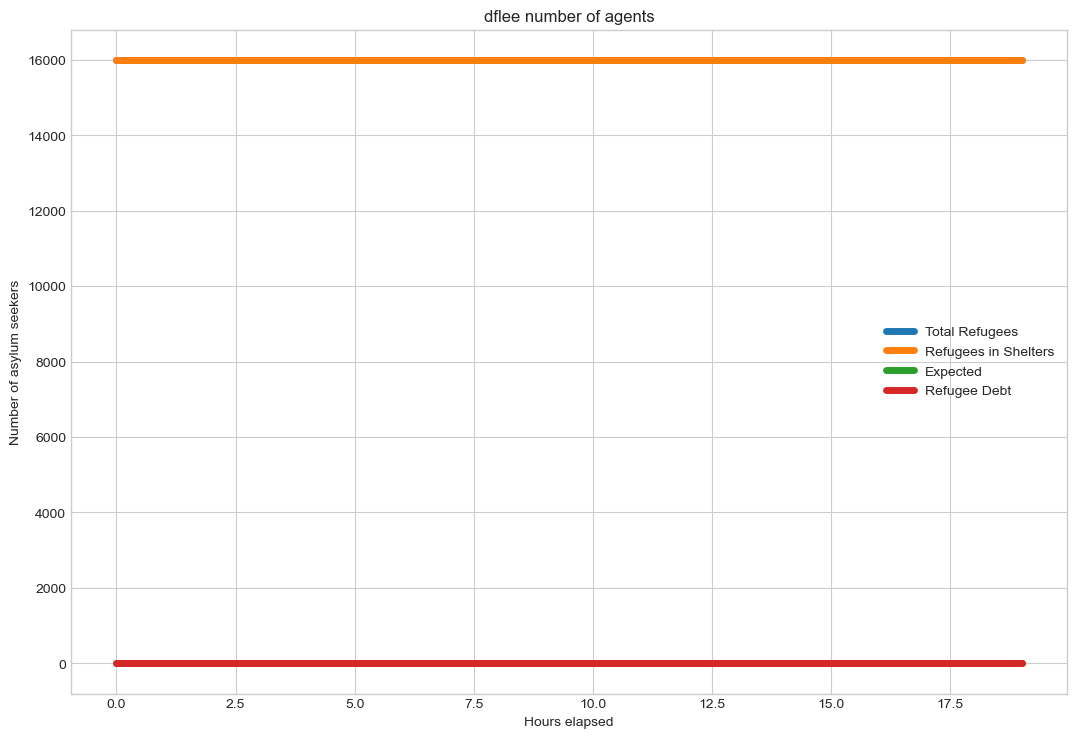 dflee number of agents
Number of asylum seekers
16000
14000
12000
10000
8000
6000
4000
2000
0
Total Refugees
Refugees in Shelters
Expected
Refugee Debt
0.0 2.5 5.0 7.5 10.0 12.5 15.0 17.5
Hours elapsed